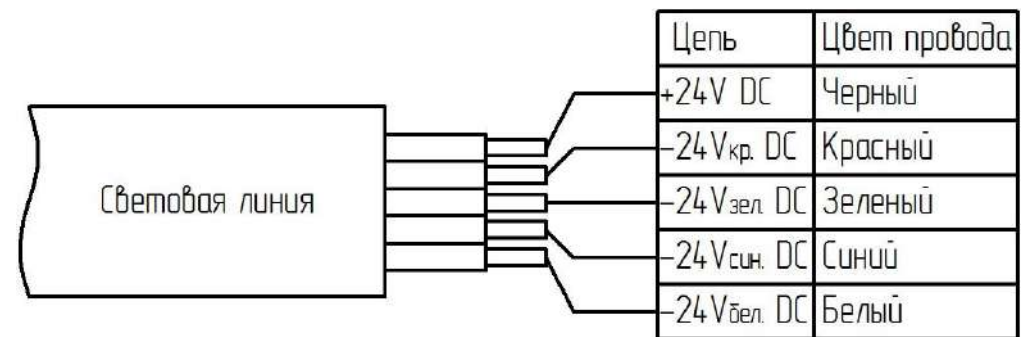 Цепь Цвет провода
+24V DC Черный
-24Vкр. DC Красный
-24Vзел. DC Зеленый
-24Vсин. DC Синий
-24Vбел. DC Белый
Световая линия